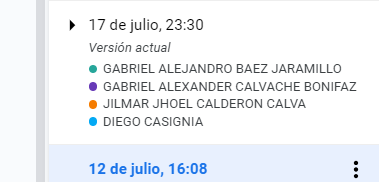 17 de julio, 23:30
Versión actual
GABRIEL ALEJANDRO BAEZ JARAMILLO
GABRIEL ALEXANDER CALVACHE BONIFAZ
JILMAR JHOEL CALDERON CALVA
DIEGO CASIGNIA
12 de julio, 16:08